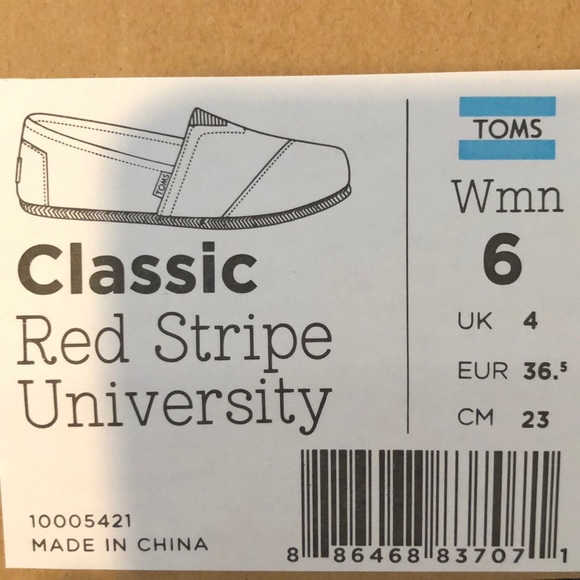 TOMS
Classic
Red Stripe
University
10005421
MADE IN CHINA
TOMS
Wmn
6
UK 4
EUR 36.⁵
CM 23
8 86468 83707 1